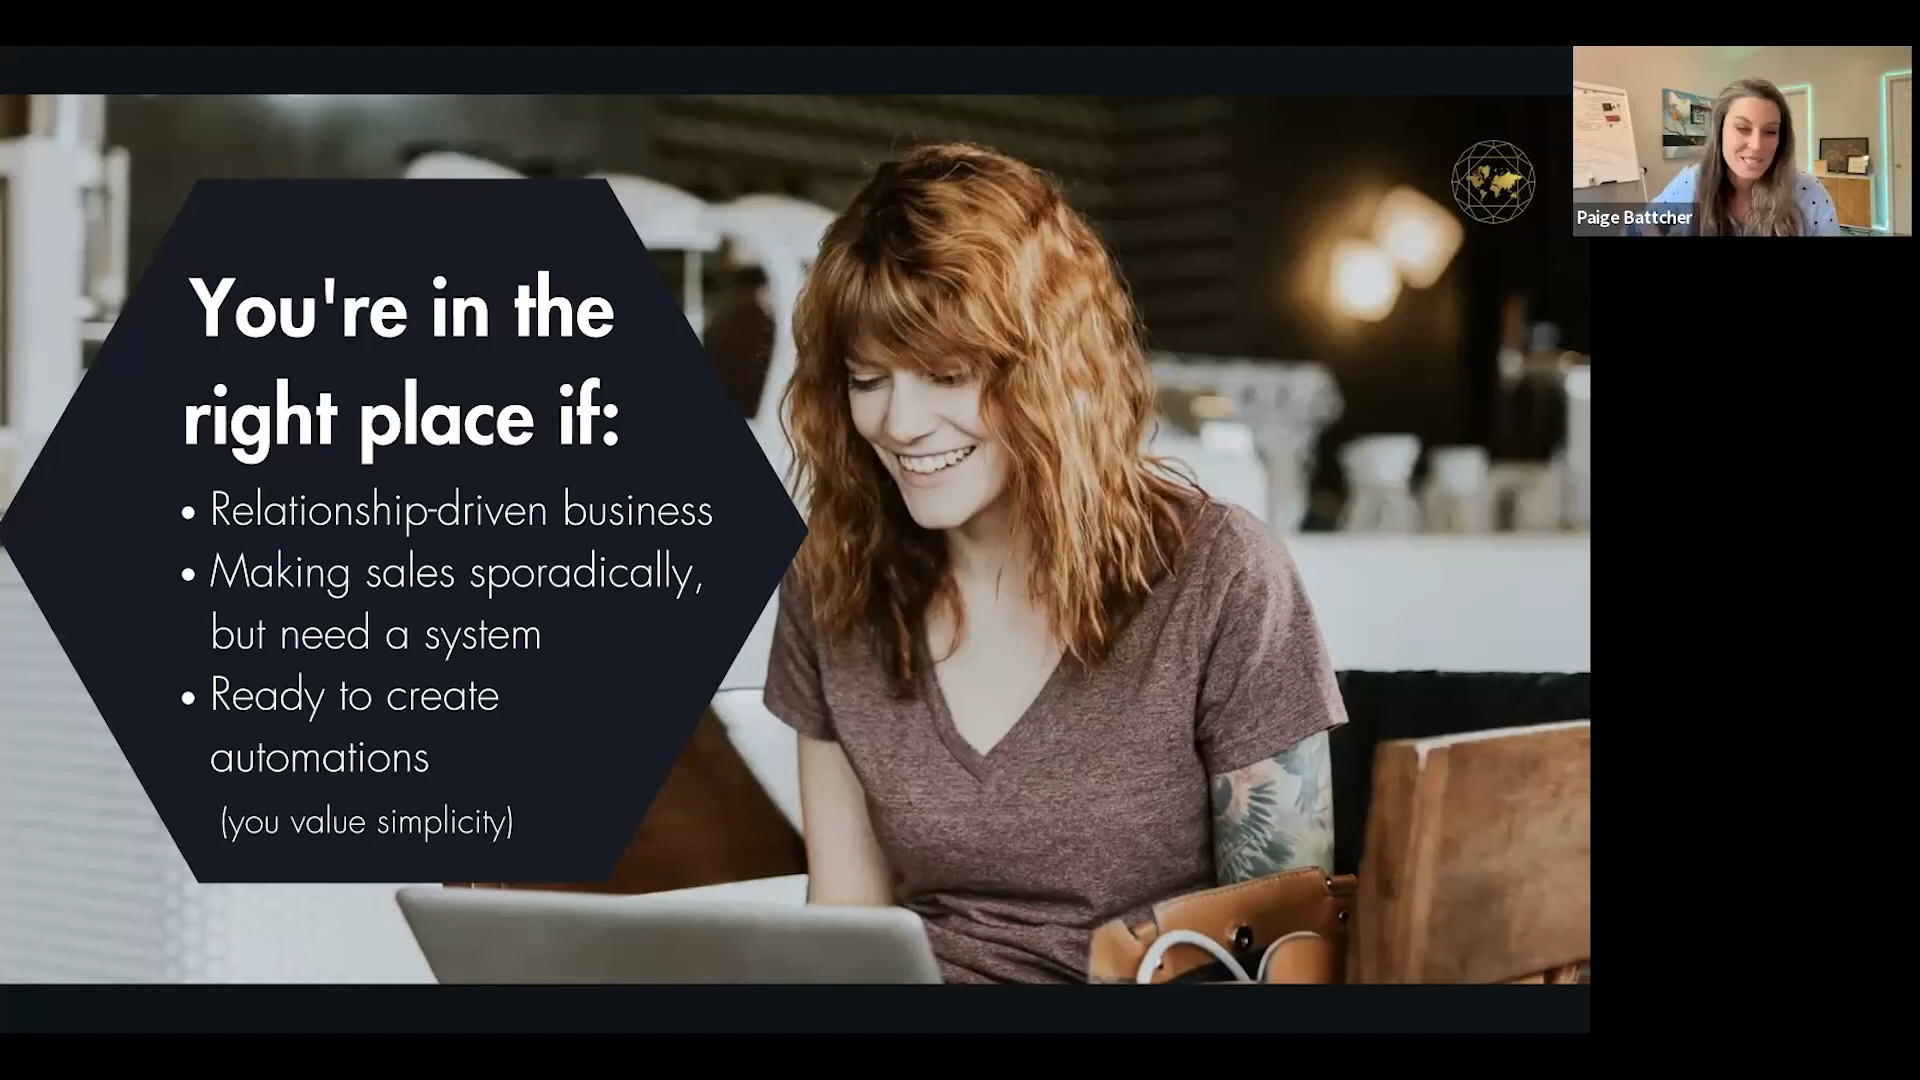 You're in the
right place if:
• Relationship-driven business
• Making sales sporadically,
but need a system
• Ready to create
automations
(you value simplicity)
Paige Battcher